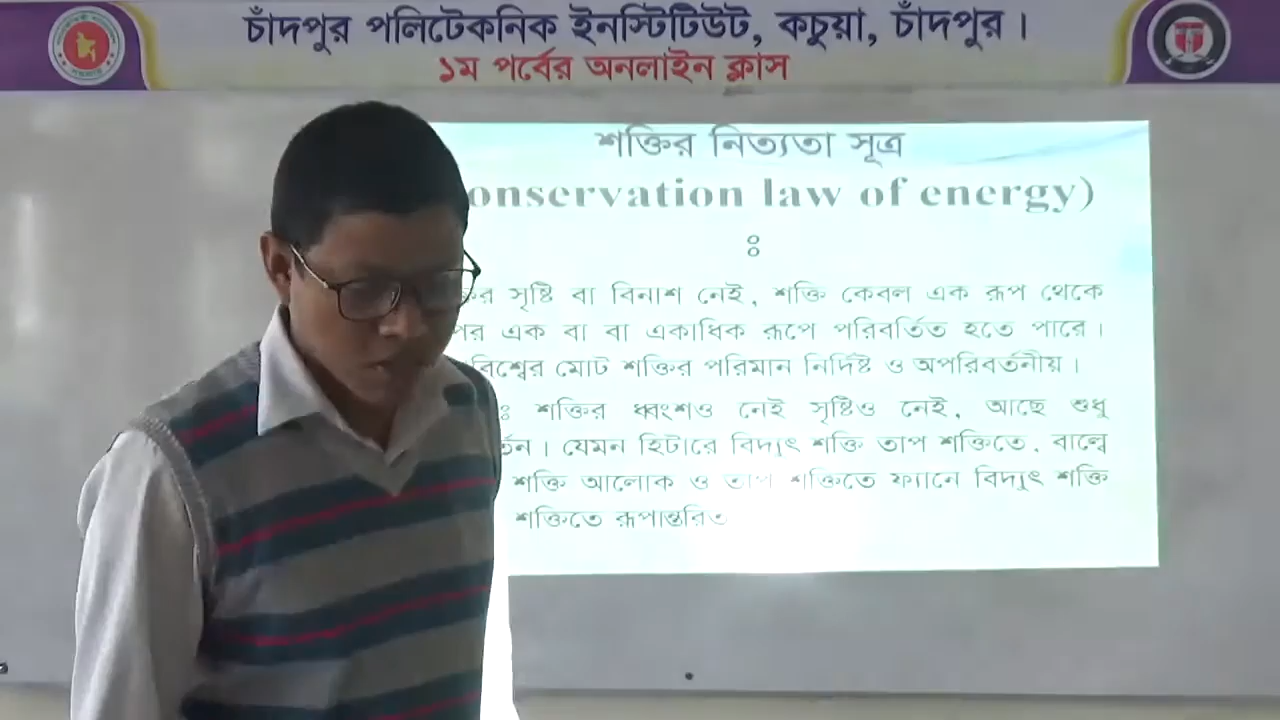 চাঁদপুর পলিটেকনিক ইনস্টিটিউট, কচুয়া, চাঁদপুর।
১ম পর্বের অনলাইন ক্লাস
শক্তির নিত্যতা সূত্র
onservation law of energy)
ঃ
সৃষ্টি বা বিনাশ নেই, শক্তি কেবল এক রূপ থেকে
এক বা বা একাধিক রূপে পরিবর্তিত হতে পারে।
মোট শক্তির পরিমান নির্দিষ্ট ও অপরিবর্তনীয়।
ঃ শক্তির ধ্বংশও নেই সৃষ্টিও নেই, আছে শুধু
যেমন হিটারে বিদ্যুৎ শক্তি তাপ শক্তিতে, বাল্বে
শক্তি আলোক ও তাপ শক্তিতে ফ্যানে বিদ্যুৎ শক্তি
শক্তিতে রূপান্তরিত